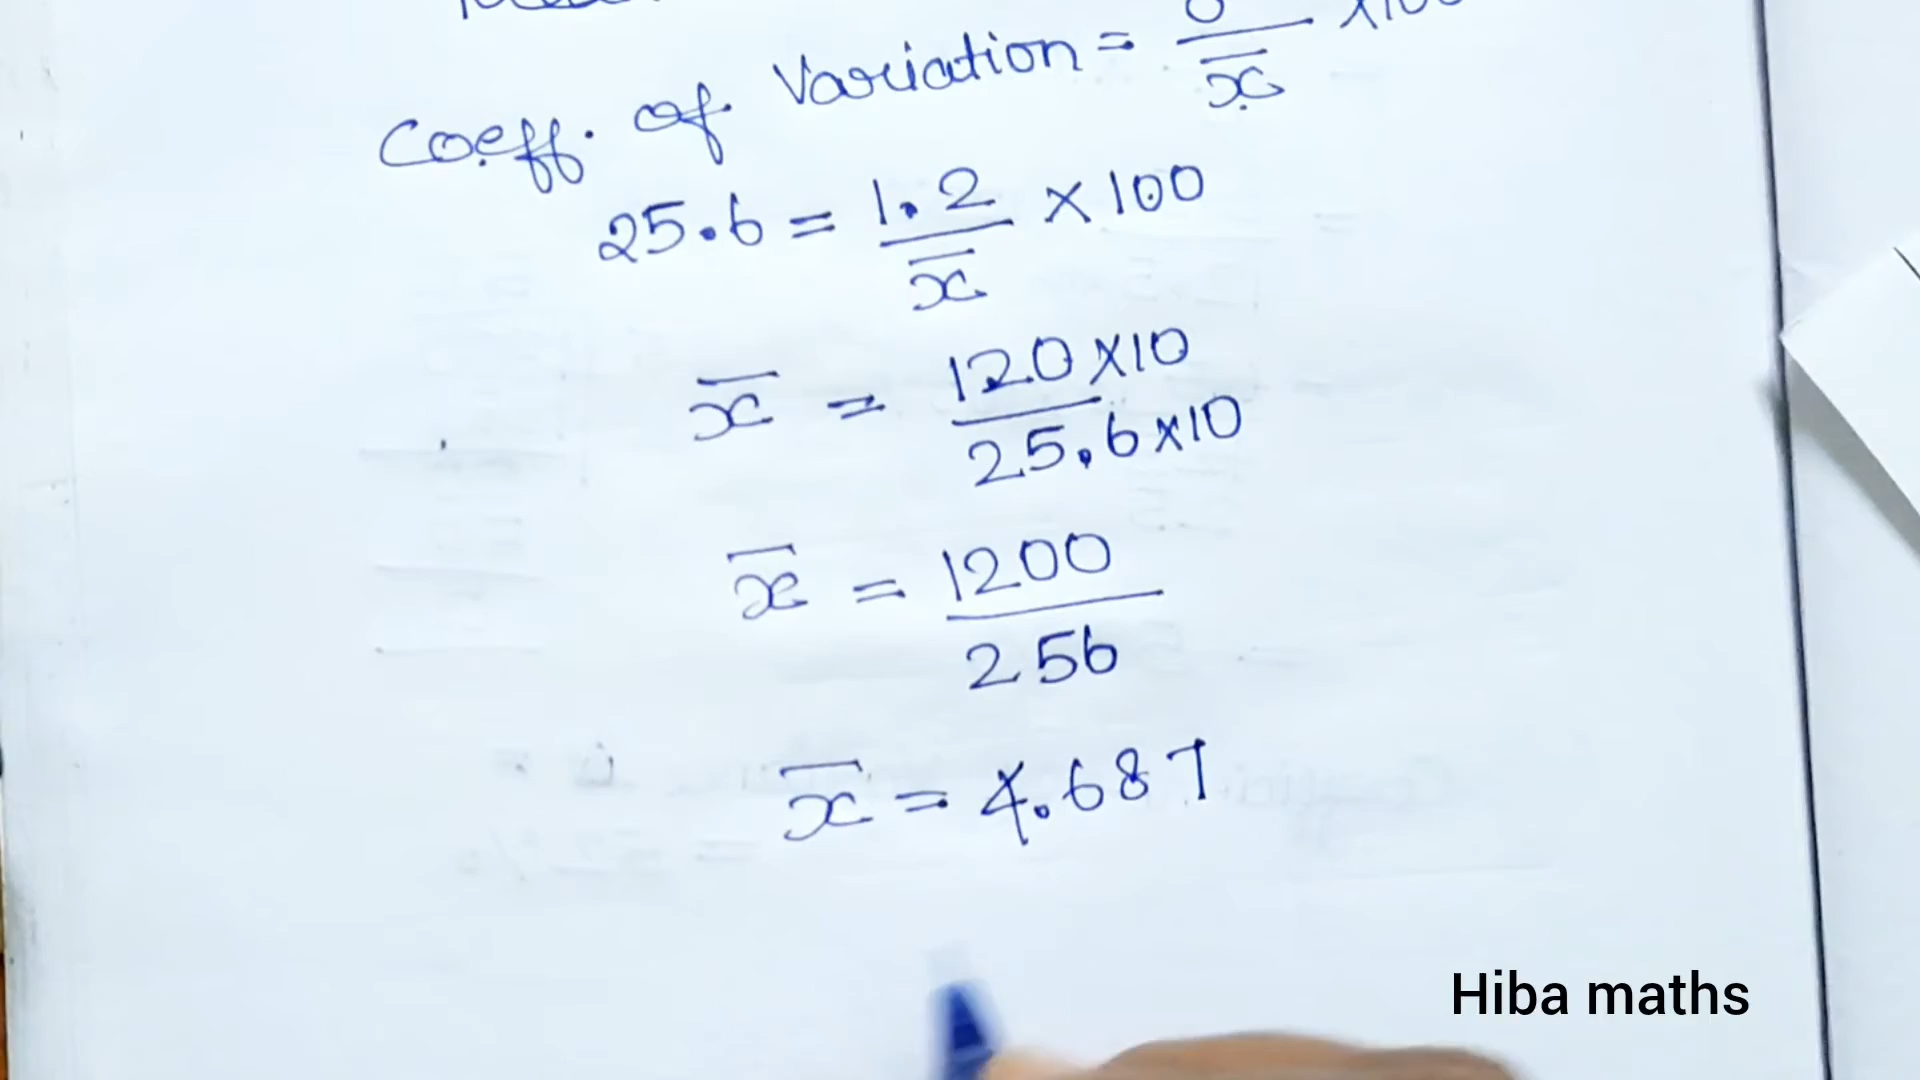 Coeff. of Variation = σ/x̄ ×100
25.6 = 1.2/x̄ × 100
x̄ = 120×10/25.6×10
x̄ = 1200/256
x̄ = 4.687
Hiba maths